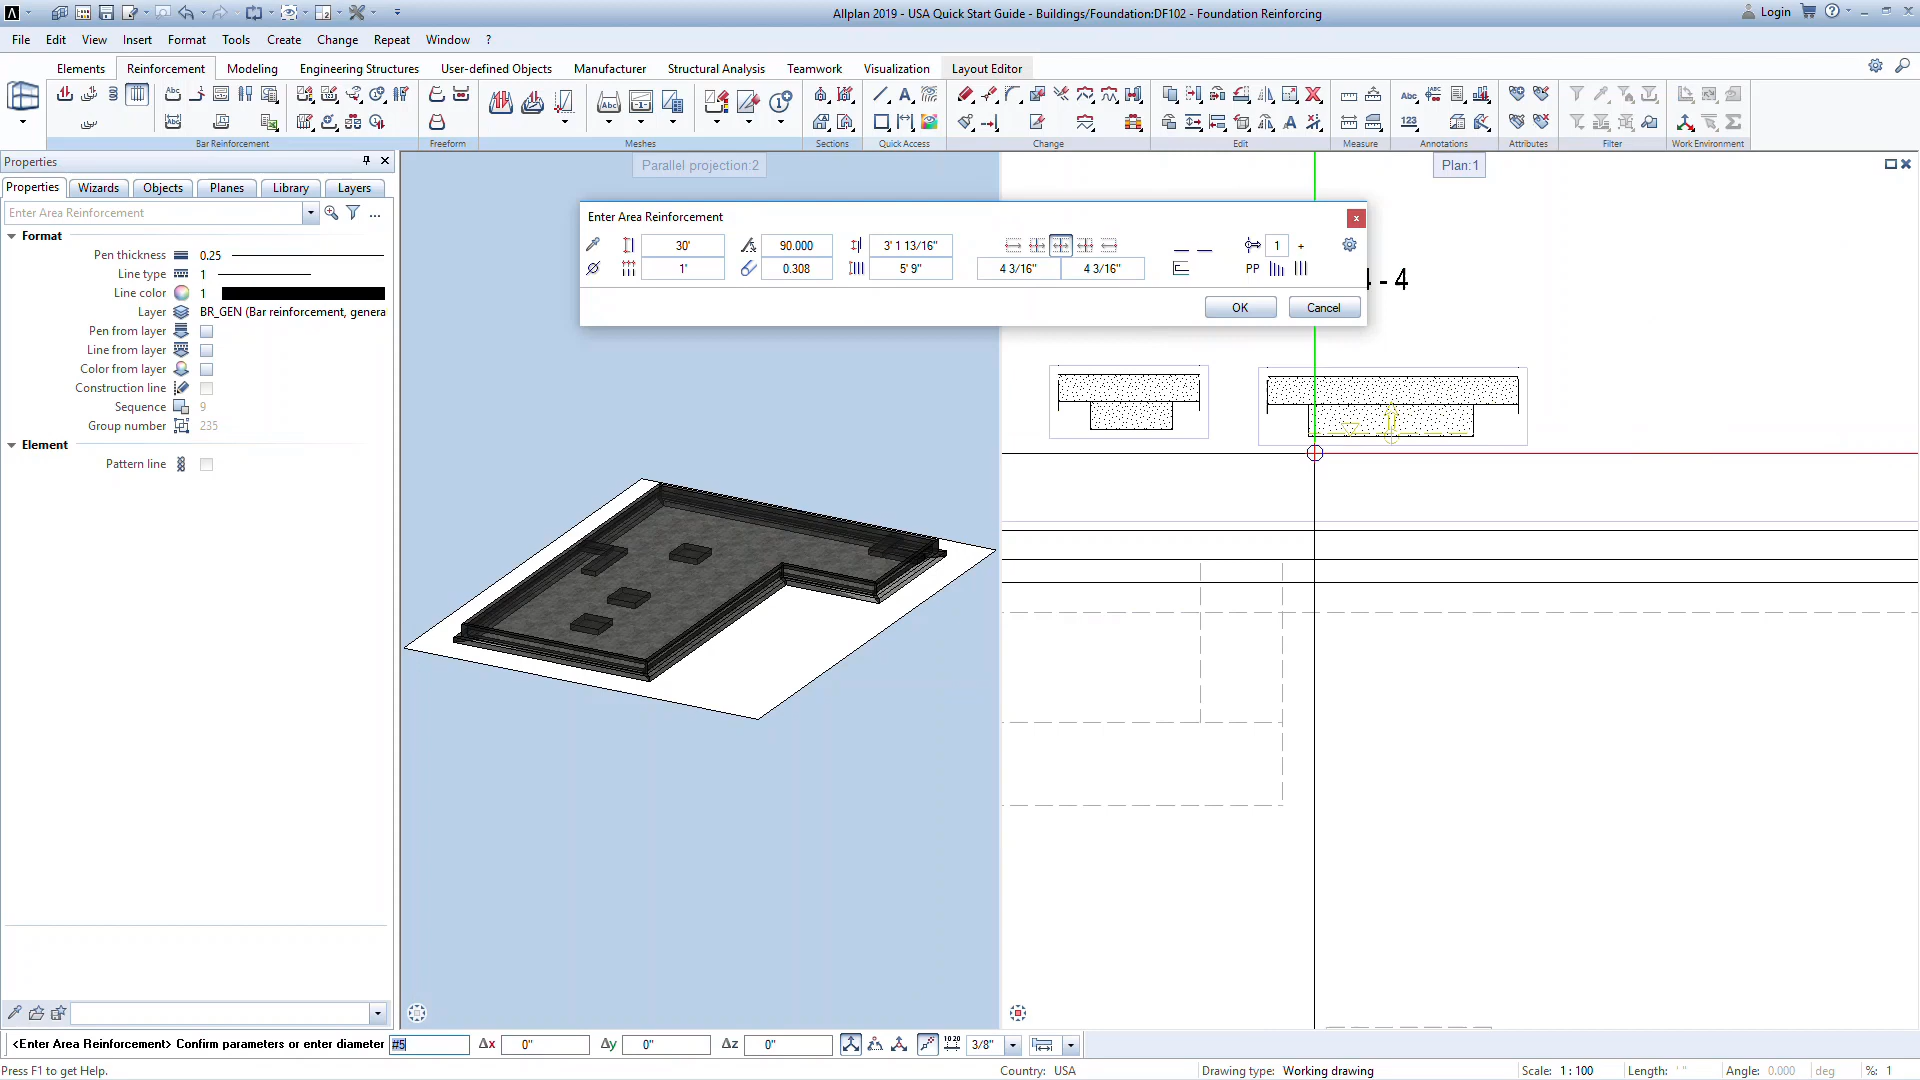 Allplan 2019 - USA Quick Start Guide - Buildings/Foundation:DF102 - Foundation Reinforcing
Login
File Edit View Insert Format Tools Create Change Repeat Window ?
Elements Reinforcement Modeling Engineering Structures User-defined Objects Manufacturer Structural Analysis Teamwork Visualization Layout Editor
Bar Reinforcement Freeform Meshes Sections Quick Access Change Edit Measure Annotations Attributes Filter Work Environment
Properties
Properties Wizards Objects Planes Library Layers
Enter Area Reinforcement
Format
Pen thickness 0.25
Line type 1
Line color 1
Layer BR_GEN (Bar reinforcement, genera
Pen from layer
Line from layer
Color from layer
Construction line
Sequence 9
Group number 235
Element
Pattern line
Parallel projection:2
Plan:1
Enter Area Reinforcement
30' 90.000 3' 1 13/16" 1 +
1' 0.308 5' 9" 4 3/16" 4 3/16" PP
OK Cancel
- 4
<Enter Area Reinforcement> Confirm parameters or enter diameter #5 Δx 0" Δy 0" Δz 0" 1020 3/8"
Press F1 to get Help. Country: USA Drawing type: Working drawing Scale: 1 : 100 Length: ' " Angle: 0.000 deg %: 1